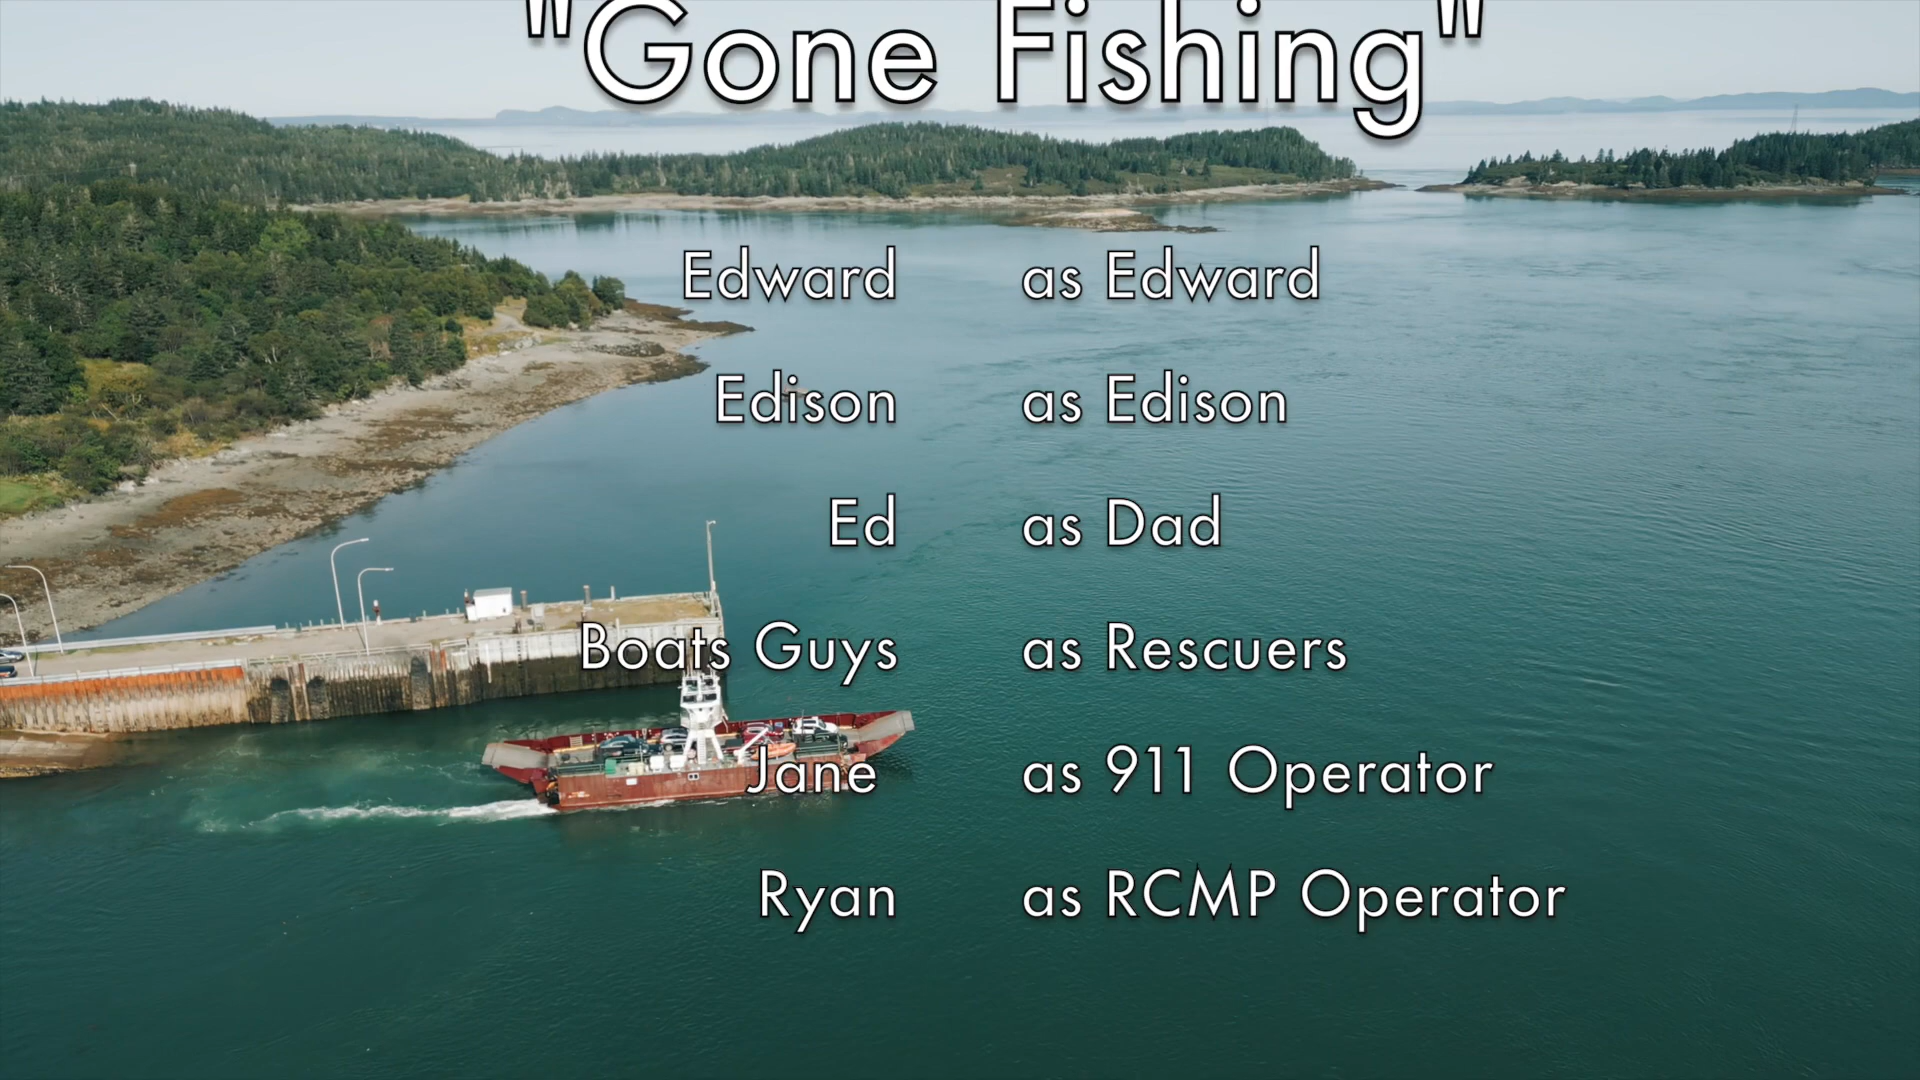 "Gone Fishing"
Edward as Edward
Edison as Edison
Ed as Dad
Boats Guys as Rescuers
Jane as 911 Operator
Ryan as RCMP Operator